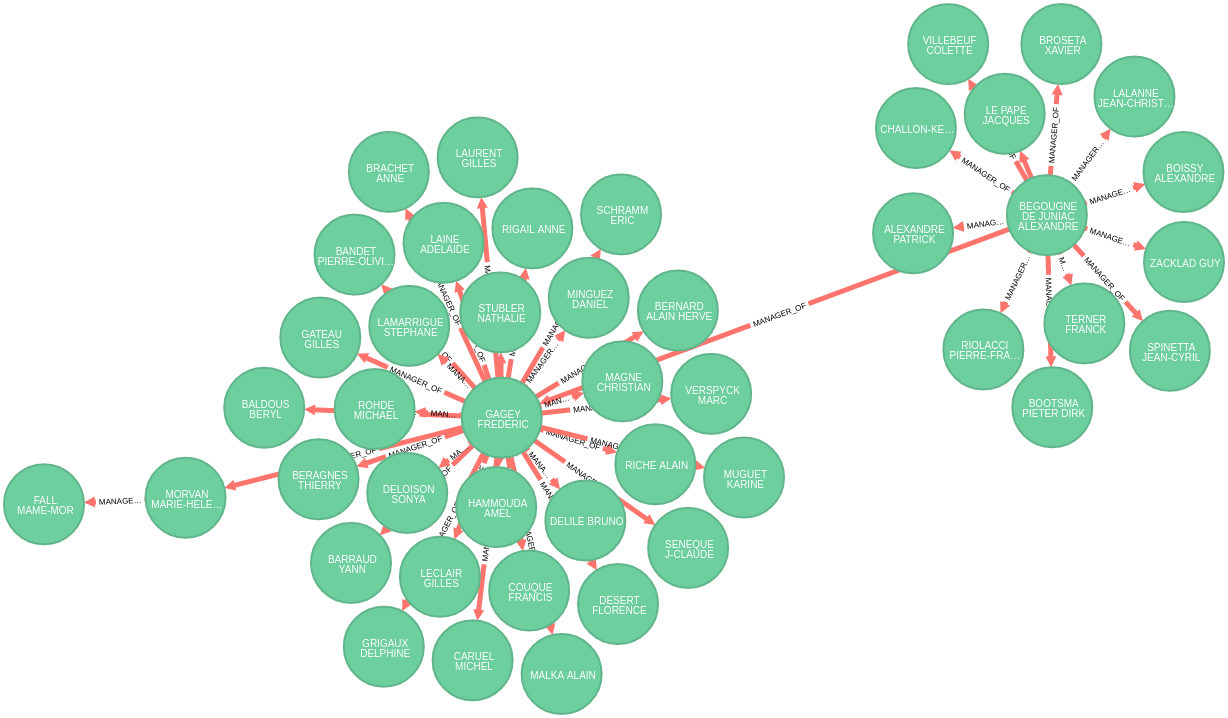 VILLEBEUF
COLETTE
BROSETA
XAVIER
LALANNE
JEAN-CHRIST...
LE PAPE
JACQUES
CHALLON-KE...
BOISSY
ALEXANDRE
BEGOUGNE
DE JUNIAC
ALEXANDRE
ALEXANDRE
PATRICK
ZACKLAD GUY
TERNER
FRANCK
RIOLACCI
PIERRE-FRA...
SPINETTA
JEAN-CYRIL
BOOTSMA
PIETER DIRK
MANAGER_OF
MANAGER...
MANAGER_OF
MANAGE...
MANAG...
MANAGE...
MANAGER...
M...
MANAGER_OF
MANAGER_OF
LAURENT
GILLES
BRACHET
ANNE
SCHRAMM
ERIC
RIGAIL ANNE
LAINE
ADELAIDE
BANDET
PIERRE-OLIVI...
MINGUEZ
DANIEL
STUBLER
NATHALIE
BERNARD
ALAIN HERVE
LAMARRIGUE
STEPHANE
GATEAU
GILLES
MAGNE
CHRISTIAN
VERSPYCK
MARC
BALDOUS
BERYL
ROHDE
MICHAEL
GAGEY
FREDERIC
RICHE ALAIN
MUGUET
KARINE
BERAGNES
THIERRY
DELOISON
SONYA
HAMMOUDA
AMEL
DELILE BRUNO
SENEQUE
J-CLAUDE
MORVAN
MARIE-HELE...
FALL
MAME-MOR
MANAGE...
BARRAUD
YANN
LECLAIR
GILLES
COUQUE
FRANCIS
DESERT
FLORENCE
GRIGAUX
DELPHINE
CARUEL
MICHEL
MALKA ALAIN
MANAGER_OF
MANAGER...
MANA...
MAN...
MAN...
MANAGER_OF
MANAGER_OF
MA...
MANA...